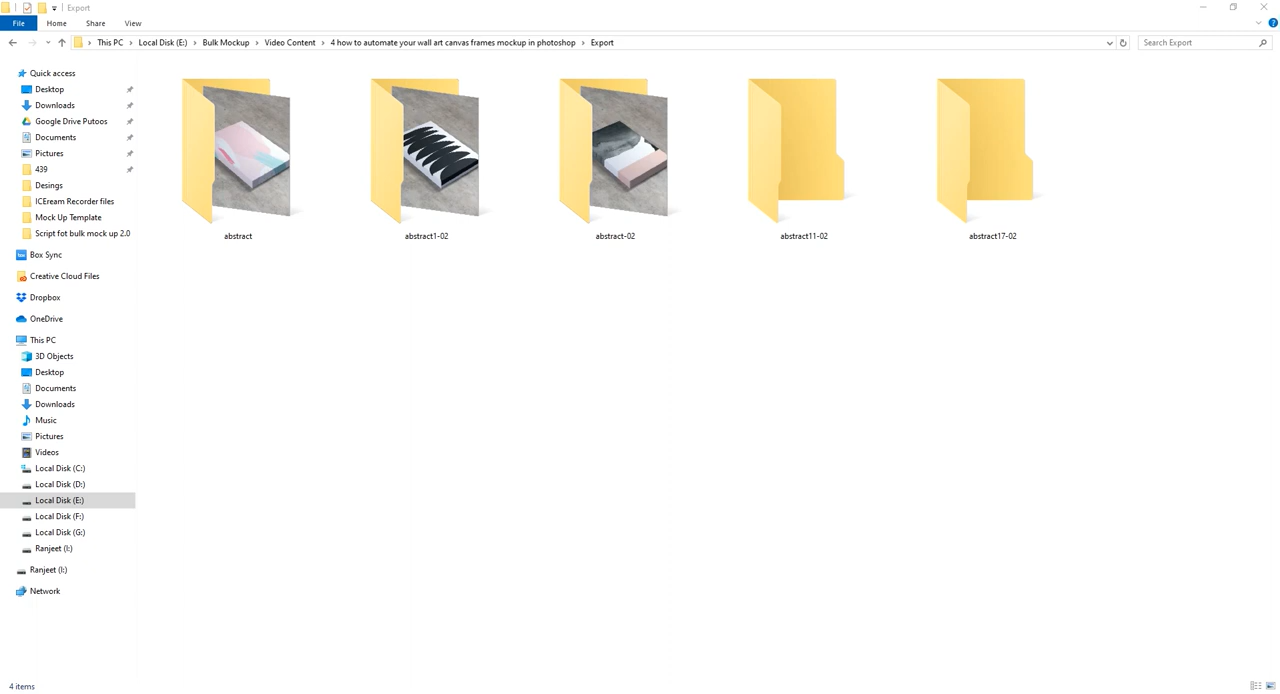 Export
File Home Share View
This PC Local Disk (E:) Bulk Mockup Video Content 4 how to automate your wall art canvas frames mockup in photoshop Export
Search Export
Quick access
Desktop
Downloads
Google Drive Putoos
Documents
Pictures
439
Desings
ICEream Recorder files
Mock Up Template
Script fot bulk mock up 2.0
Box Sync
Creative Cloud Files
Dropbox
OneDrive
This PC
3D Objects
Desktop
Documents
Downloads
Music
Pictures
Videos
Local Disk (C:)
Local Disk (D:)
Local Disk (E:)
Local Disk (F:)
Local Disk (G:)
Ranjeet (I:)
Ranjeet (I:)
Network
abstract abstract1-02 abstract-02 abstract11-02 abstract17-02
4 items